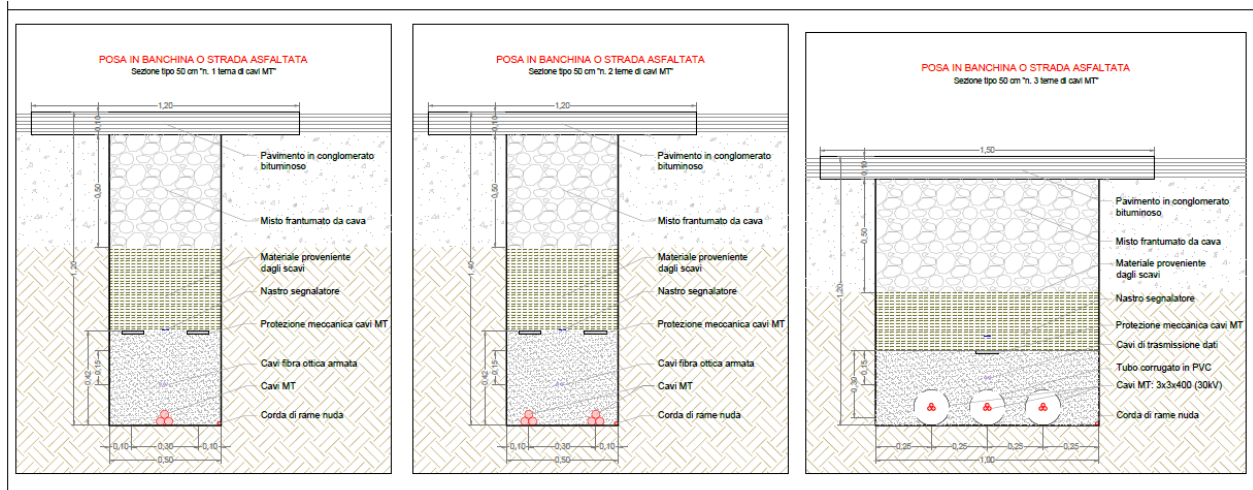 POSA IN BANCHINA O STRADA ASFALTATA
Sezione tipo 50 cm "n. 1 terna di cavi MT"
1,20
0,10
Pavimento in conglomerato
bituminoso
0,50
Misto frantumato da cava
1,20
Materiale proveniente
dagli scavi
Nastro segnalatore
Protezione meccanica cavi MT
0,42
0,15
Cavi fibra ottica armata
Cavi MT
Corda di rame nuda
0,10
0,30
0,10
0,50
POSA IN BANCHINA O STRADA ASFALTATA
Sezione tipo 50 cm "n. 2 terne di cavi MT"
1,20
0,10
Pavimento in conglomerato
bituminoso
0,50
Misto frantumato da cava
1,40
Materiale proveniente
dagli scavi
Nastro segnalatore
Protezione meccanica cavi MT
0,42
0,15
Cavi fibra ottica armata
Cavi MT
Corda di rame nuda
0,10
0,30
0,10
0,50
POSA IN BANCHINA O STRADA ASFALTATA
Sezione tipo 50 cm "n. 3 terne di cavi MT"
1,50
0,10
Pavimento in conglomerato
bituminoso
0,50
Misto frantumato da cava
Materiale proveniente
dagli scavi
1,20
Nastro segnalatore
Protezione meccanica cavi MT
Cavi di trasmissione dati
0,30
0,15
Tubo corrugato in PVC
Cavi MT: 3x3x400 (30kV)
Corda di rame nuda
0,25
0,25
0,25
0,25
1,00